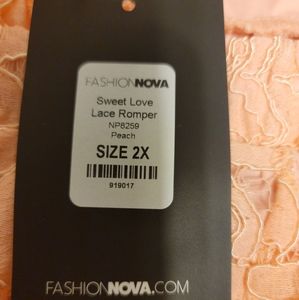 FASHIONNOVA
Sweet Love
Lace Romper
NP8259
Peach
SIZE 2X
919017
FASHIONNOVA.COM